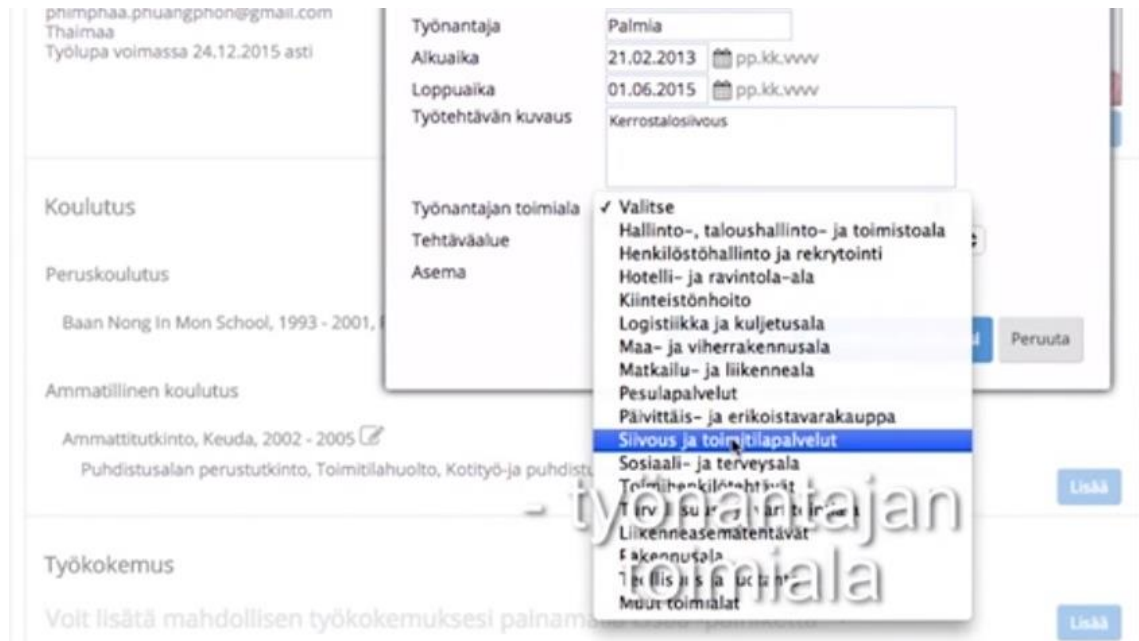 phimphaa.phuangphon@gmail.com
Thaimaa
Työlupa voimassa 24.12.2015 asti
Koulutus
Peruskoulutus
Baan Nong In Mon School, 1993 - 2001,
Ammatillinen koulutus
Ammattitutkinto, Keuda, 2002 - 2005
Puhdistusalan perustutkinto, Toimitilahuolto, Kotityö-ja
Lisää
Työkokemus
Voit lisätä mahdollisen työkokemuksesi
Lisää
Työnantaja Palmia
Alkuaika 21.02.2013 pp.kk.vvvv
Loppuaika 01.06.2015 pp.kk.vvvv
Työtehtävän kuvaus Kerrostalosiivous
Työnantajan toimiala
Tehtäväalue
Asema
✓ Valitse
Hallinto-, taloushallinto- ja toimistoala
Henkilöstöhallinto ja rekrytointi
Hotelli- ja ravintola-ala
Kiinteistönhoito
Logistiikka ja kuljetusala
Maa- ja viherrakennusala
Matkailu- ja liikenneala
Pesulapalvelut
Päivittäis- ja erikoistavarakauppa
Siivous ja toimitilapalvelut
Sosiaali- ja terveysala
Toimihenkilötehtävät
Liikenneasematehtävät
Rakennusala
Muut toimialat
Peruuta
- työnantajan
toimiala